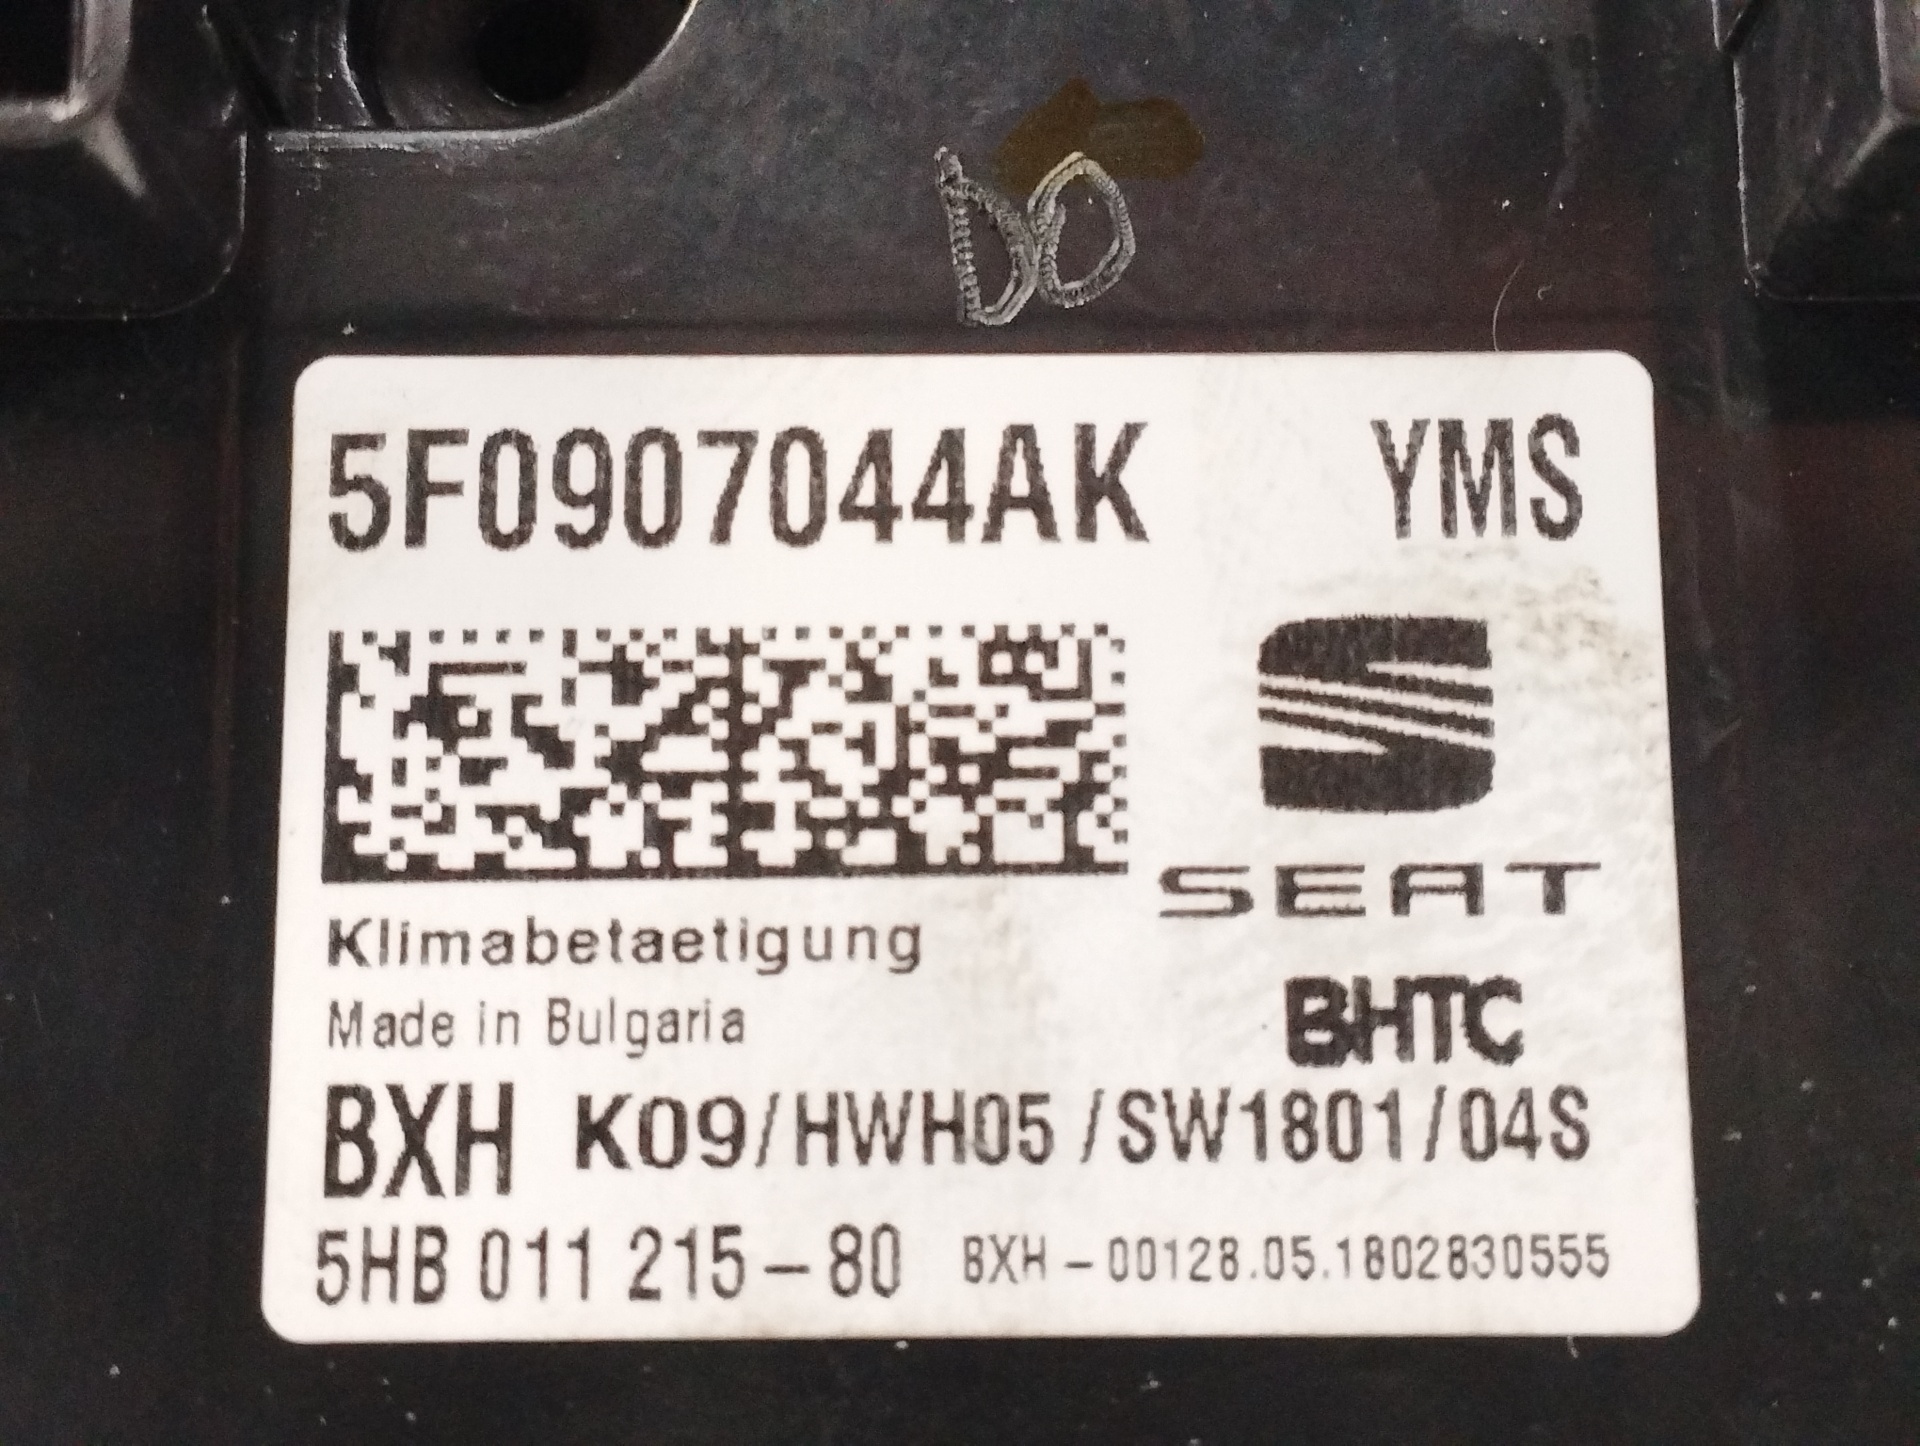 DO
5F0907044AK YMS
SEAT
Klimabetaetigung
BHTC
Made in Bulgaria
BXH K09/HWH05/SW1801/04S
5HB 011 215-80 BXH-00128.05.1802830555